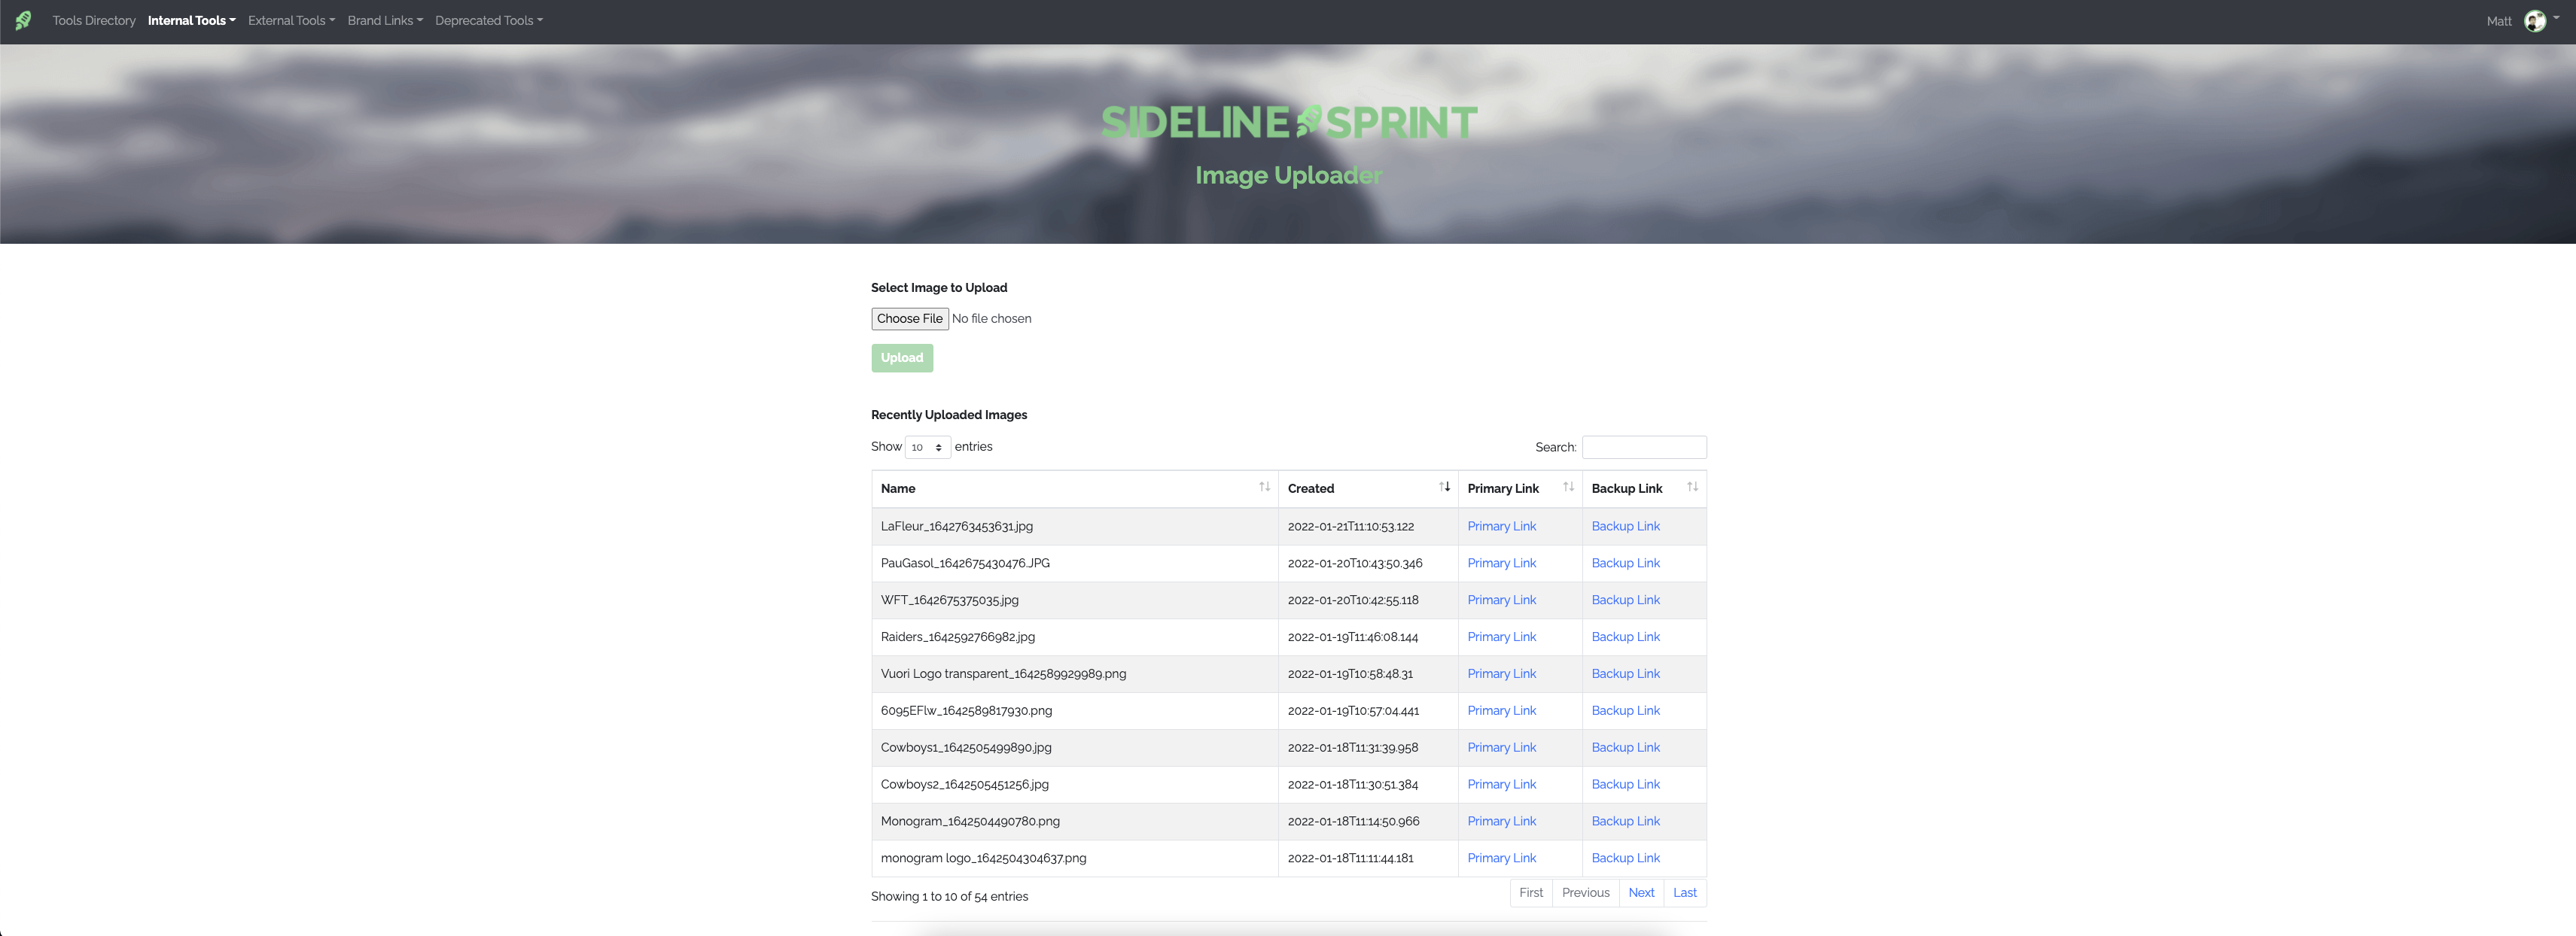 Tools Directory Internal Tools External Tools Brand Links Deprecated Tools Matt
SIDELINE SPRINT
Image Uploader
Select Image to Upload
Choose File No file chosen
Upload
Recently Uploaded Images
Show 10 entries Search:
Name Created Primary Link Backup Link
LaFleur_1642763453631.jpg 2022-01-21T11:10:53.122 Primary Link Backup Link
PauGasol_1642675430476.JPG 2022-01-20T10:43:50.346 Primary Link Backup Link
WFT_1642675375035.jpg 2022-01-20T10:42:55.118 Primary Link Backup Link
Raiders_1642592766982.jpg 2022-01-19T11:46:08.144 Primary Link Backup Link
Vuori Logo transparent_1642589929989.png 2022-01-19T10:58:48.31 Primary Link Backup Link
6095EFlw_1642589817930.png 2022-01-19T10:57:04.441 Primary Link Backup Link
Cowboys1_1642505499890.jpg 2022-01-18T11:31:39.958 Primary Link Backup Link
Cowboys2_1642505451256.jpg 2022-01-18T11:30:51.384 Primary Link Backup Link
Monogram_1642504490780.png 2022-01-18T11:14:50.966 Primary Link Backup Link
monogram logo_1642504304637.png 2022-01-18T11:11:44.181 Primary Link Backup Link
Showing 1 to 10 of 54 entries First Previous Next Last